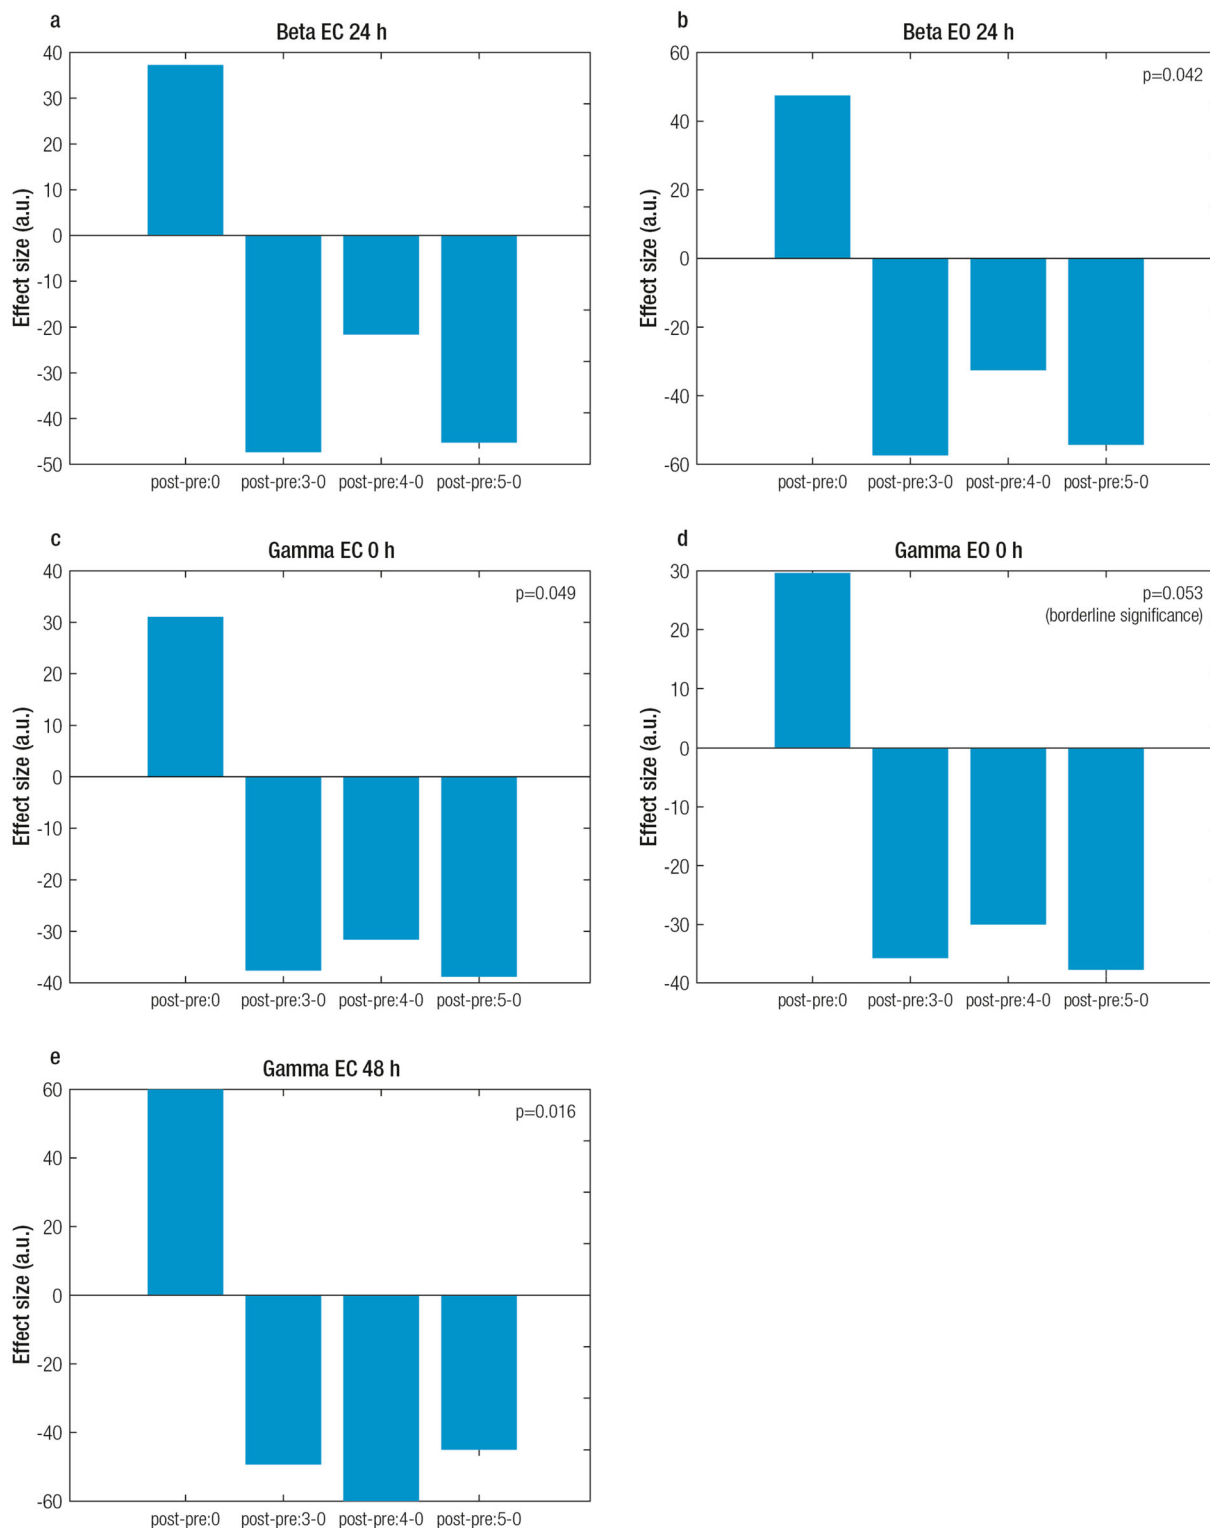 a
Beta EC 24 h
40
30
20
10
0
-10
-20
-30
-40
-50
Effect size (a.u.)
post-pre:0 post-pre:3-0 post-pre:4-0 post-pre:5-0
b
Beta EO 24 h
p=0.042
60
40
20
0
-20
-40
-60
Effect size (a.u.)
post-pre:0 post-pre:3-0 post-pre:4-0 post-pre:5-0
c
Gamma EC 0 h
p=0.049
40
30
20
10
0
-10
-20
-30
-40
Effect size (a.u.)
post-pre:0 post-pre:3-0 post-pre:4-0 post-pre:5-0
d
Gamma EO 0 h
p=0.053
(borderline significance)
30
20
10
0
-10
-20
-30
-40
Effect size (a.u.)
post-pre:0 post-pre:3-0 post-pre:4-0 post-pre:5-0
e
Gamma EC 48 h
p=0.016
60
40
20
0
-20
-40
-60
Effect size (a.u.)
post-pre:0 post-pre:3-0 post-pre:4-0 post-pre:5-0